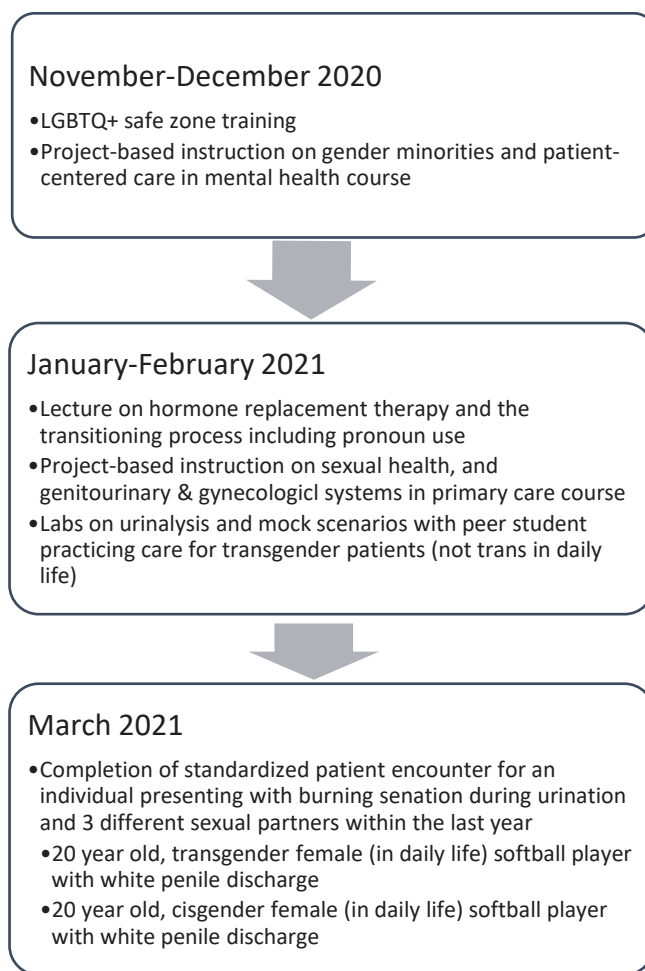 November-December 2020
•LGBTQ+ safe zone training
•Project-based instruction on gender minorities and patient-
centered care in mental health course
January-February 2021
•Lecture on hormone replacement therapy and the
transitioning process including pronoun use
•Project-based instruction on sexual health, and
genitourinary & gynecologicl systems in primary care course
•Labs on urinalysis and mock scenarios with peer student
practicing care for transgender patients (not trans in daily
life)
March 2021
•Completion of standardized patient encounter for an
individual presenting with burning senation during urination
and 3 different sexual partners within the last year
•20 year old, transgender female (in daily life) softball player
with white penile discharge
•20 year old, cisgender female (in daily life) softball player
with white penile discharge